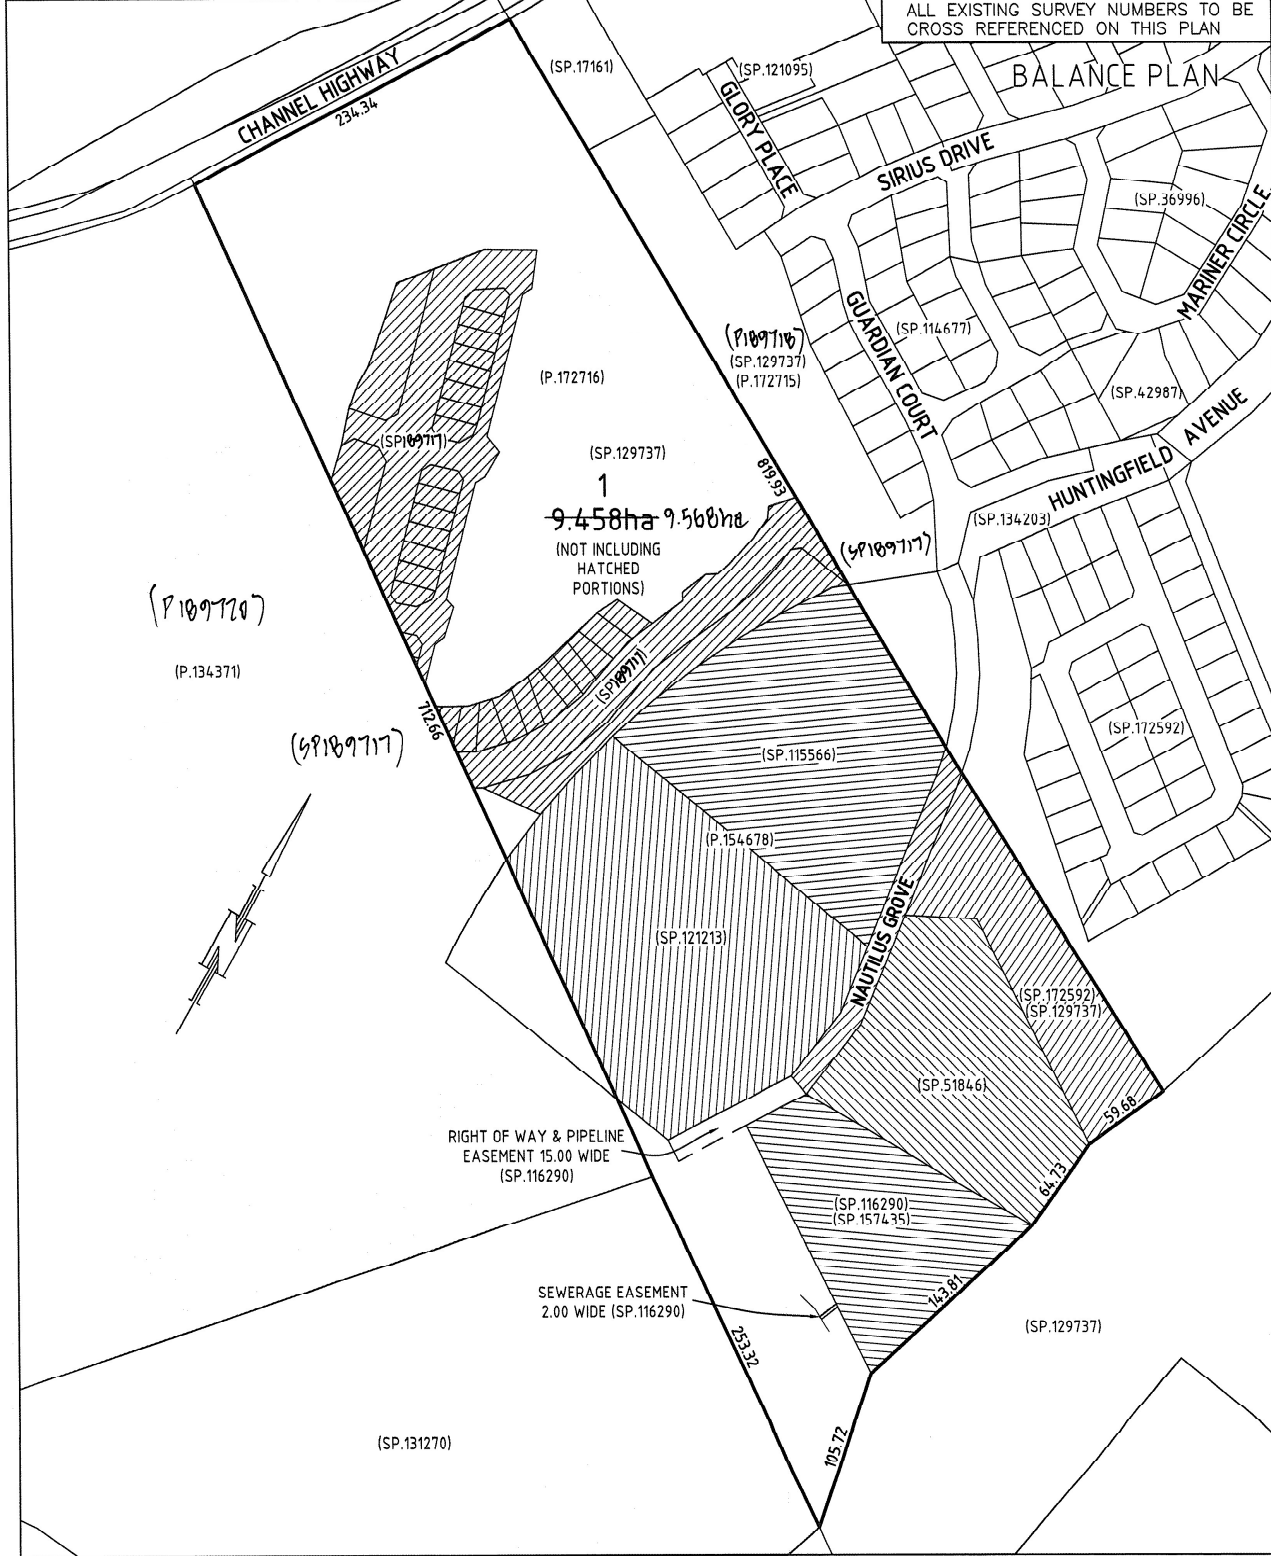 ALL EXISTING SURVEY NUMBERS TO BE
CROSS REFERENCED ON THIS PLAN
BALANCE PLAN
CHANNEL HIGHWAY
234.34
(SP.17161)
(SP.121095)
GLORY PLACE
SIRIUS DRIVE
(SP.36996)
MARINER CIRCLE
GUARDIAN COURT
(SP.114677)
(P189718)
(SP.129737)
(P.172715)
(P.172716)
(SP.42987)
HUNTINGFIELD AVENUE
(SP189717)
(SP.129737)
819.93
1
9.458ha 9.568ha
(NOT INCLUDING
HATCHED
PORTIONS)
(SP.134203)
(SP189717)
(P189720)
(P.134371)
(SP189717)
712.66
(SP189717)
(SP.172592)
(SP.115566)
(P.154678)
NAUTILUS GROVE
(SP.121213)
(SP.172592)
(SP.129737)
(SP.51846)
59.68
RIGHT OF WAY & PIPELINE
EASEMENT 15.00 WIDE
(SP.116290)
64.73
(SP.116290)
(SP.157435)
SEWERAGE EASEMENT
2.00 WIDE (SP.116290)
143.81
(SP.129737)
253.32
105.72
(SP.131270)